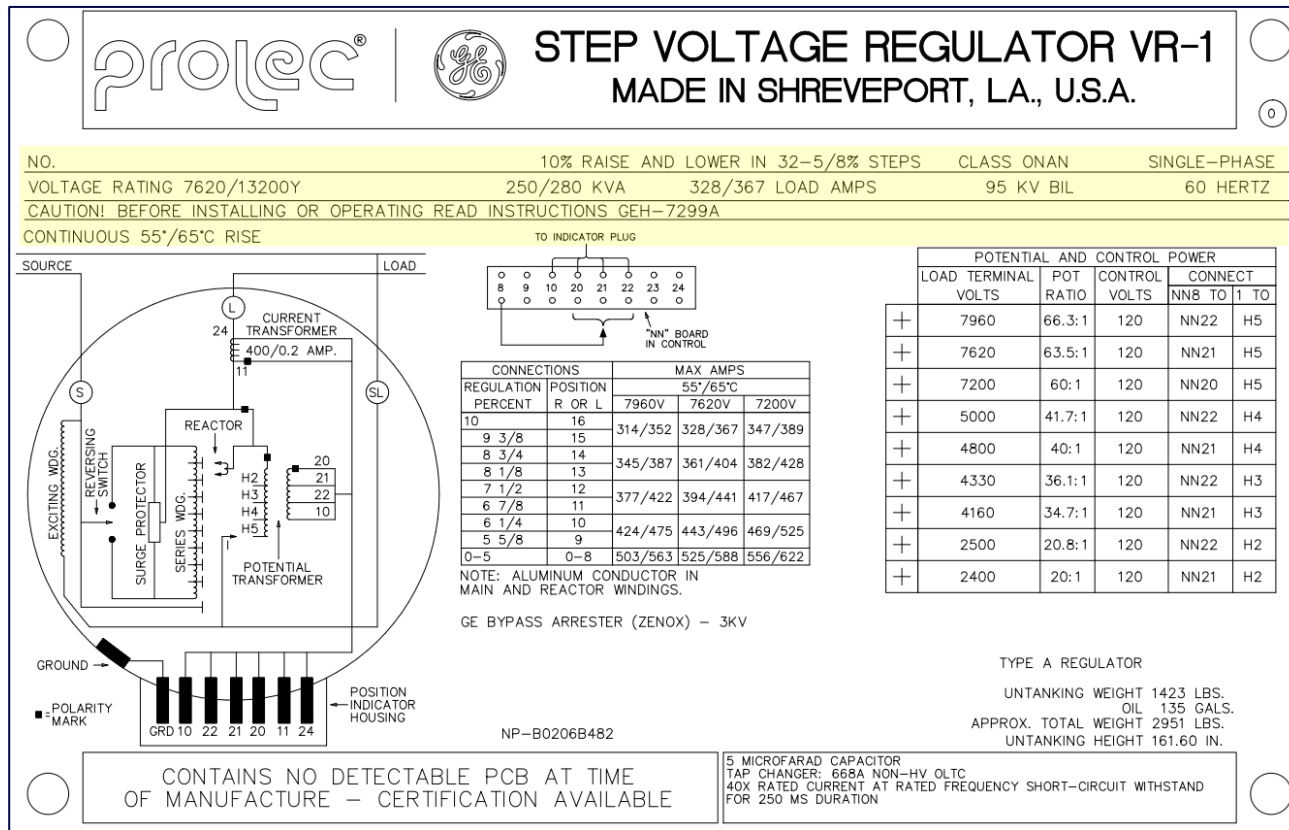 prolec®
GE
STEP VOLTAGE REGULATOR VR-1
MADE IN SHREVEPORT, LA., U.S.A.
O
NO. 10% RAISE AND LOWER IN 32-5/8% STEPS CLASS ONAN SINGLE-PHASE
VOLTAGE RATING 7620/13200Y 250/280 KVA 328/367 LOAD AMPS 95 KV BIL 60 HERTZ
CAUTION! BEFORE INSTALLING OR OPERATING READ INSTRUCTIONS GEH-7299A
CONTINUOUS 55°/65°C RISE
SOURCE
LOAD
L
24
CURRENT
TRANSFORMER
400/0.2 AMP.
11
S
SL
REACTOR
EXCITING WDG.
REVERSING
SWITCH
SURGE PROTECTOR
SERIES WDG.
H2
H3
H4
H5
1
20
21
22
10
POTENTIAL
TRANSFORMER
GROUND
■=POLARITY
MARK
GRD 10 22 21 20 11 24
POSITION
INDICATOR
HOUSING
TO INDICATOR PLUG
8 9 10 20 21 22 23 24
"NN" BOARD
IN CONTROL
CONNECTIONS MAX AMPS
REGULATION POSITION 55°/65°C
PERCENT R OR L 7960V 7620V 7200V
10 16
314/352 328/367 347/389
9 3/8 15
8 3/4 14
345/387 361/404 382/428
8 1/8 13
7 1/2 12
377/422 394/441 417/467
6 7/8 11
6 1/4 10
424/475 443/496 469/525
5 5/8 9
0-5 0-8 503/563 525/588 556/622
NOTE: ALUMINUM CONDUCTOR IN
MAIN AND REACTOR WINDINGS.
GE BYPASS ARRESTER (ZENOX) - 3KV
NP-B0206B482
POTENTIAL AND CONTROL POWER
LOAD TERMINAL POT CONTROL CONNECT
VOLTS RATIO VOLTS NN8 TO 1 TO
7960 66.3:1 120 NN22 H5
7620 63.5:1 120 NN21 H5
7200 60:1 120 NN20 H5
5000 41.7:1 120 NN22 H4
4800 40:1 120 NN21 H4
4330 36.1:1 120 NN22 H3
4160 34.7:1 120 NN21 H3
2500 20.8:1 120 NN22 H2
2400 20:1 120 NN21 H2
TYPE A REGULATOR
UNTANKING WEIGHT 1423 LBS.
OIL 135 GALS.
APPROX. TOTAL WEIGHT 2951 LBS.
UNTANKING HEIGHT 161.60 IN.
CONTAINS NO DETECTABLE PCB AT TIME
OF MANUFACTURE - CERTIFICATION AVAILABLE
5 MICROFARAD CAPACITOR
TAP CHANGER: 668A NON-HV OLTC
40X RATED CURRENT AT RATED FREQUENCY SHORT-CIRCUIT WITHSTAND
FOR 250 MS DURATION